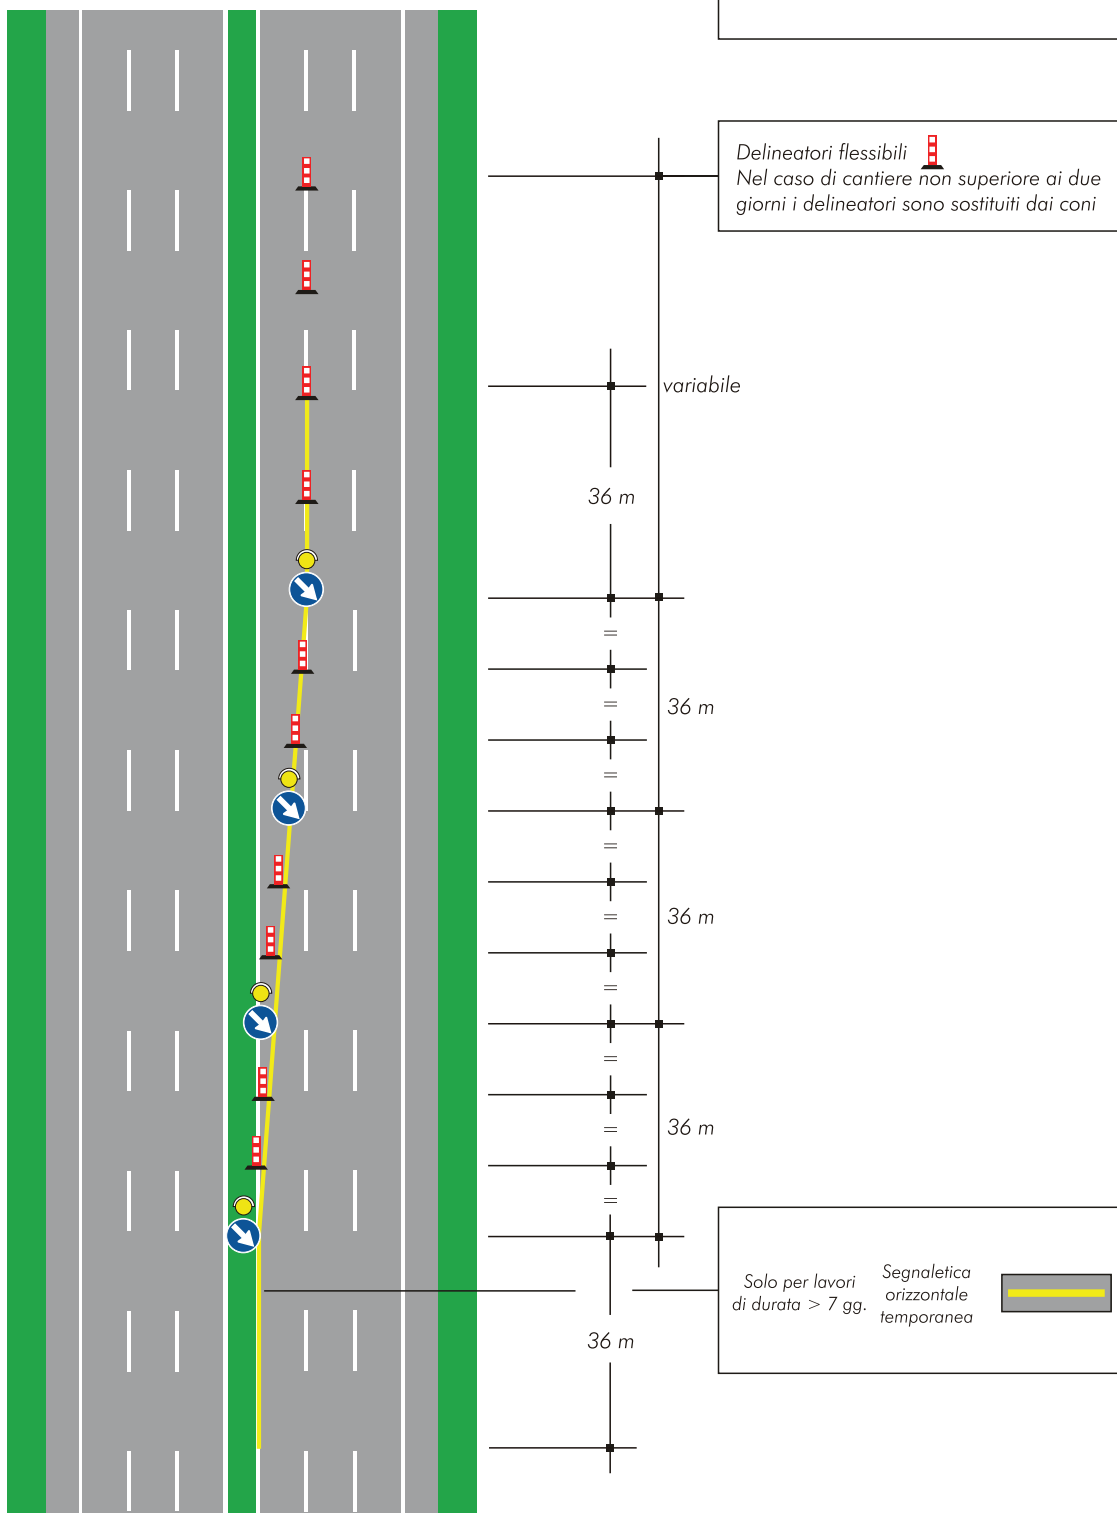 Delineatori flessibili
Nel caso di cantiere non superiore ai due
giorni i delineatori sono sostituiti dai coni
variabile
36 m
=
=
36 m
=
=
36 m
=
=
=
36 m
=
=
Solo per lavori
di durata > 7 gg.
Segnaletica
orizzontale
temporanea
36 m